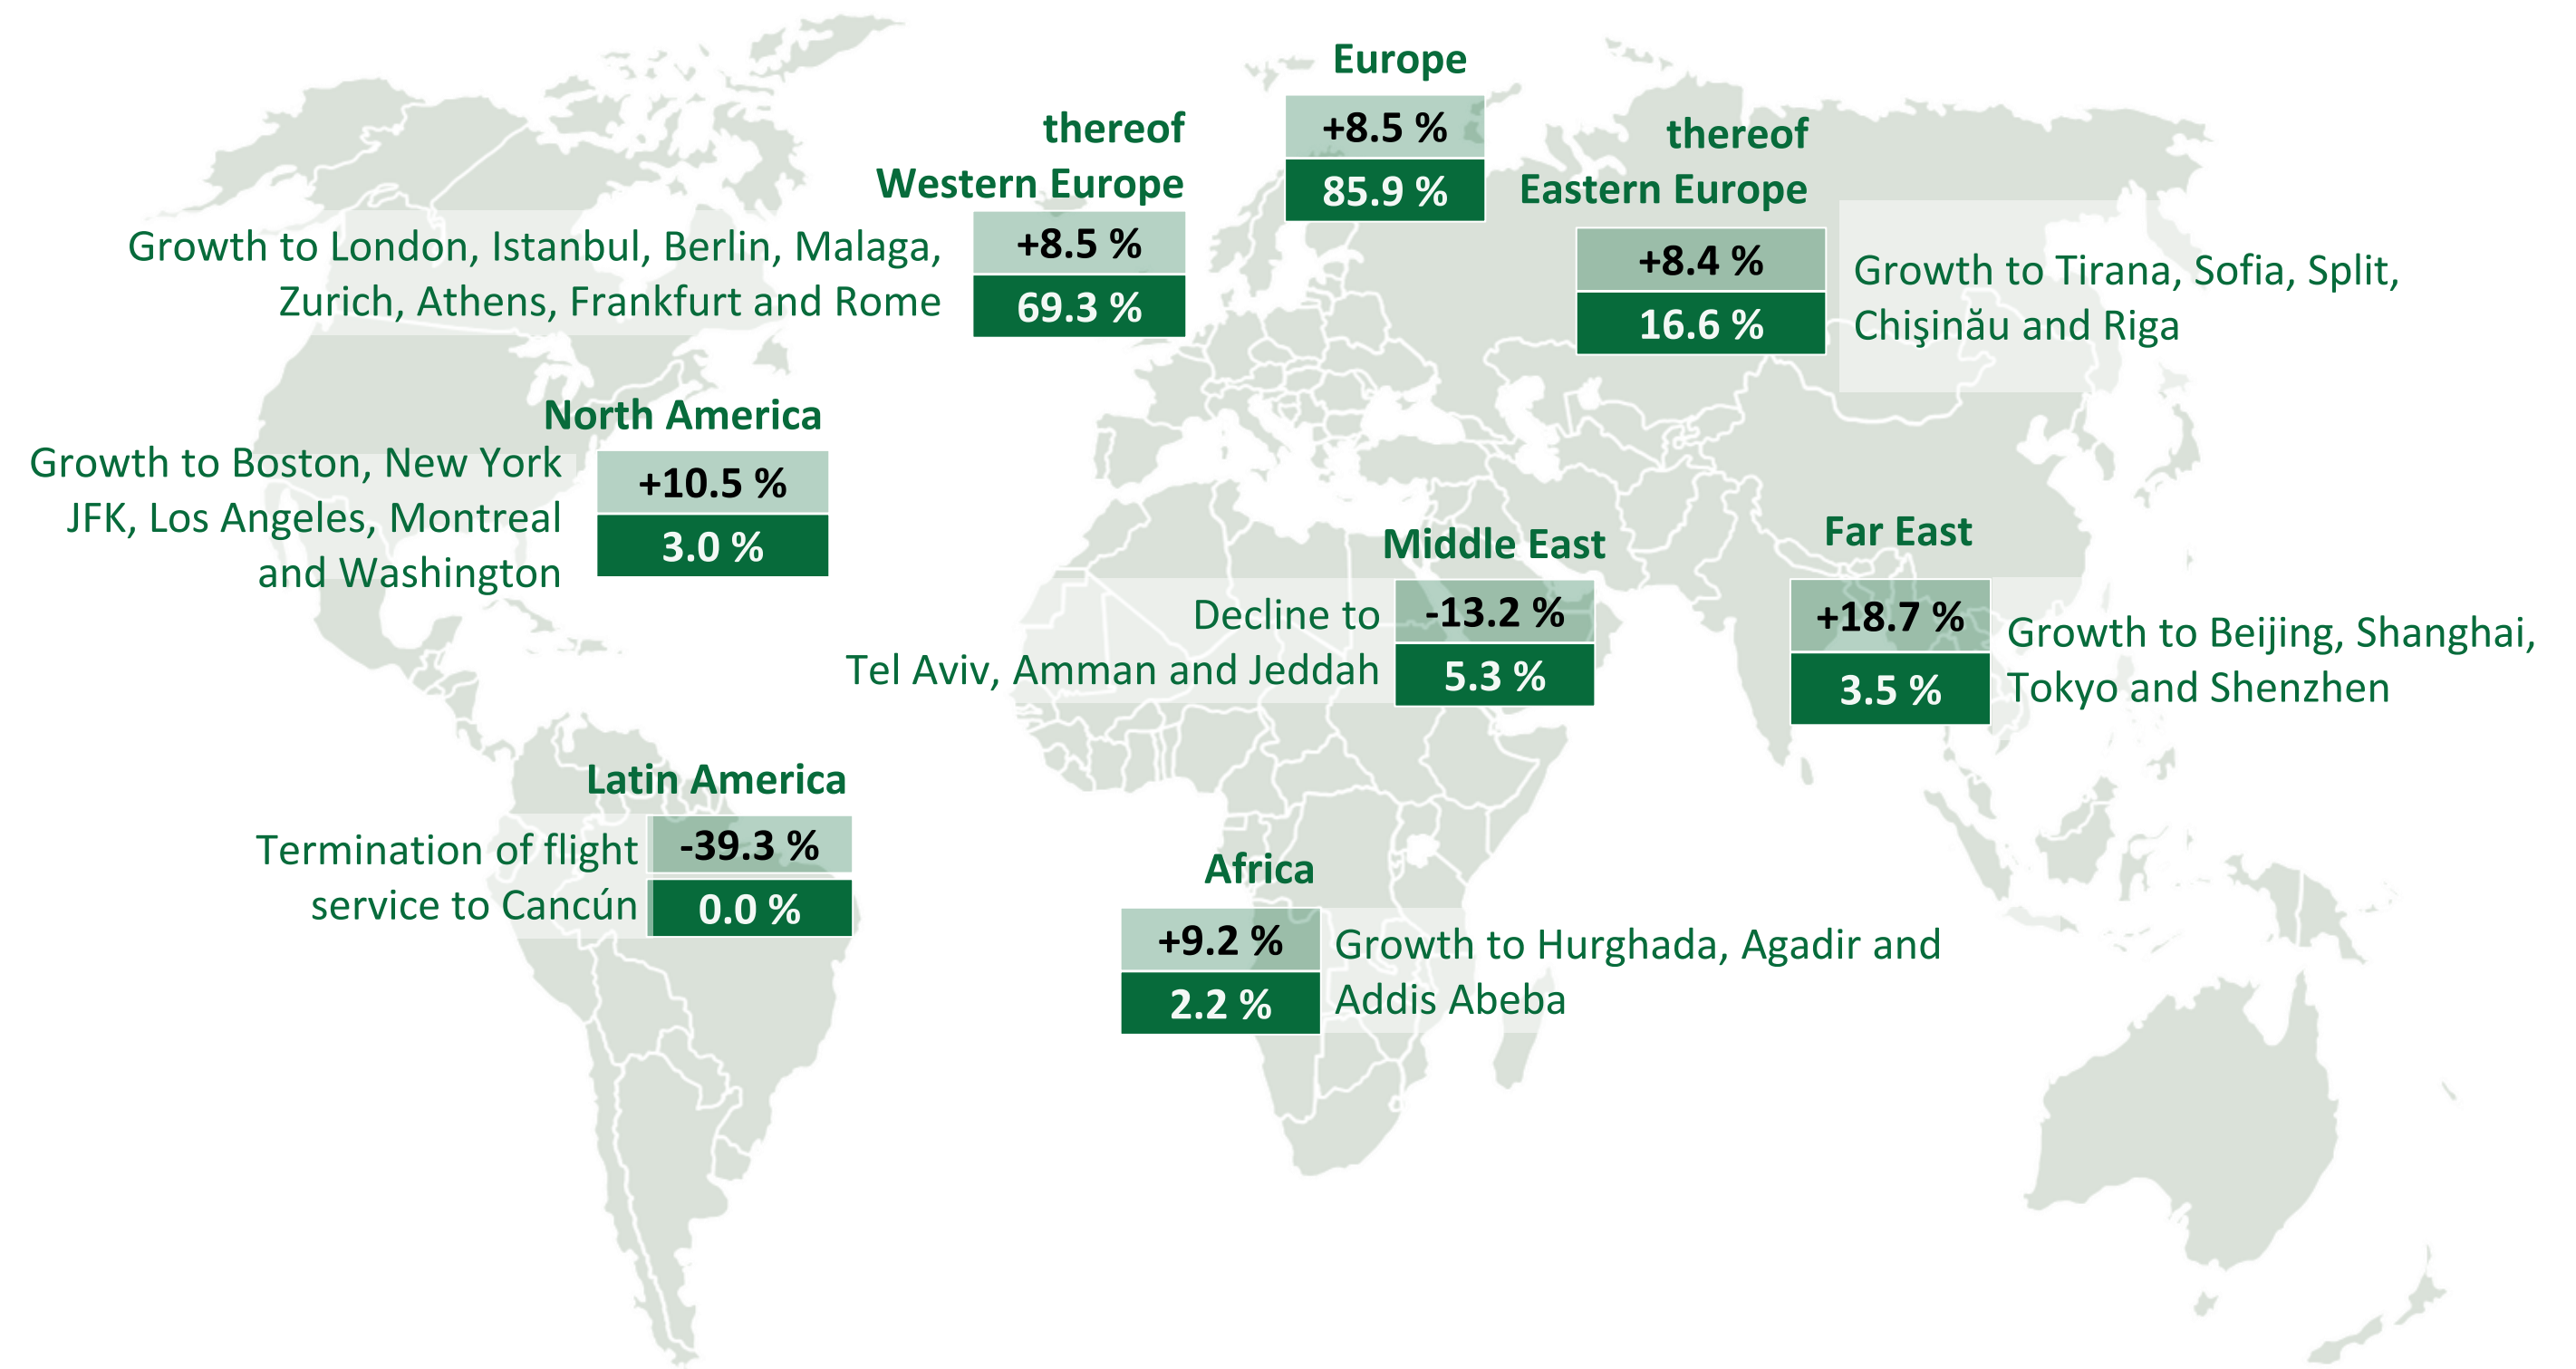 Europe
+8.5 %
85.9 %
thereof
Western Europe
+8.5 %
69.3 %
Growth to London, Istanbul, Berlin, Malaga,
Zurich, Athens, Frankfurt and Rome
thereof
Eastern Europe
+8.4 %
16.6 %
Growth to Tirana, Sofia, Split,
Chişinău and Riga
North America
+10.5 %
3.0 %
Growth to Boston, New York
JFK, Los Angeles, Montreal
and Washington
Middle East
-13.2 %
5.3 %
Decline to
Tel Aviv, Amman and Jeddah
Far East
+18.7 %
3.5 %
Growth to Beijing, Shanghai,
Tokyo and Shenzhen
Latin America
-39.3 %
0.0 %
Termination of flight
service to Cancún
Africa
+9.2 %
2.2 %
Growth to Hurghada, Agadir and
Addis Abeba